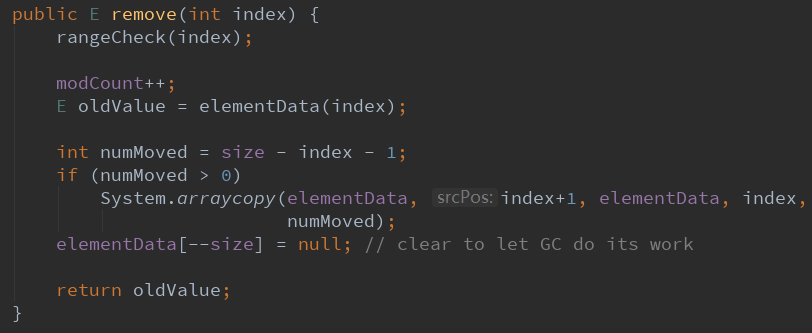 public E remove(int index) {
    rangeCheck(index);

    modCount++;
    E oldValue = elementData(index);

    int numMoved = size - index - 1;
    if (numMoved > 0)
        System.arraycopy(elementData, srcPos: index+1, elementData, index,
                         numMoved);
    elementData[--size] = null; // clear to let GC do its work

    return oldValue;
}